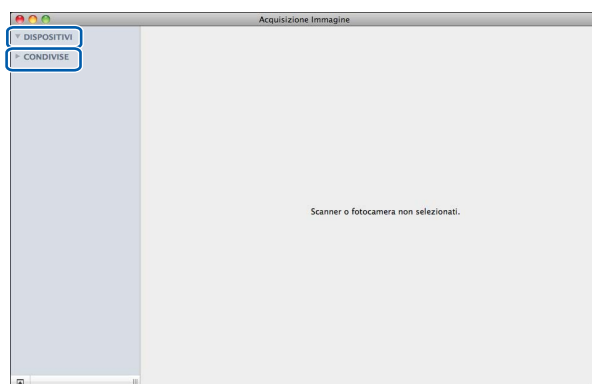 Acquisizione Immagine
DISPOSITIVI
CONDIVISE
Scanner o fotocamera non selezionati.